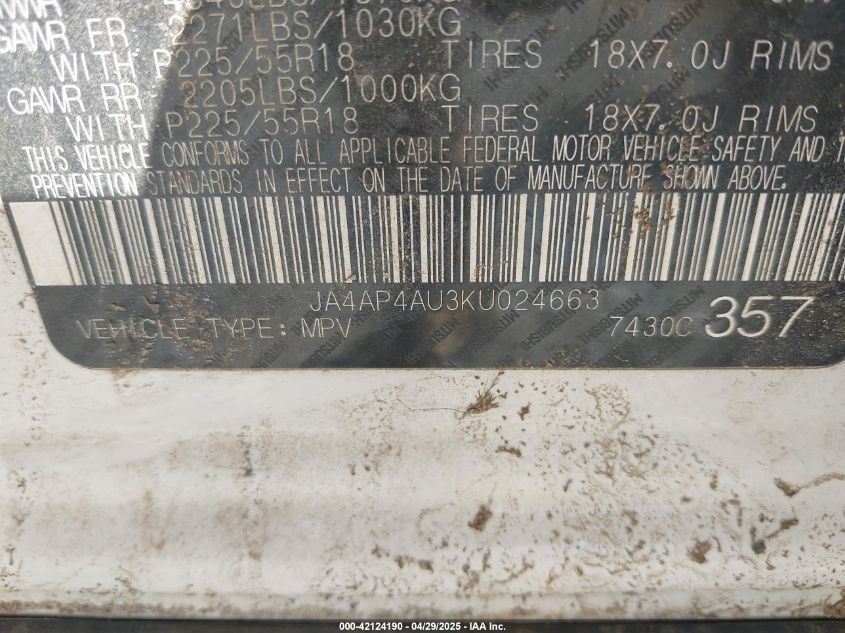 GAWR FR 2271LBS/1030KG
WITH P225/55R18 TIRES 18X7.0J RIMS
GAWR RR 2205LBS/1000KG
WITH P225/55R18 TIRES 18X7.0J RIMS
THIS VEHICLE CONFORMS TO ALL APPLICABLE FEDERAL MOTOR VEHICLE SAFETY AND
PREVENTION STANDARDS IN EFFECT ON THE DATE OF MANUFACTURE SHOWN ABOVE.
JA4AP4AU3KU024663
VEHICLE TYPE: MPV 7430C 357
000-42124190 - 04/29/2025 - IAA Inc.